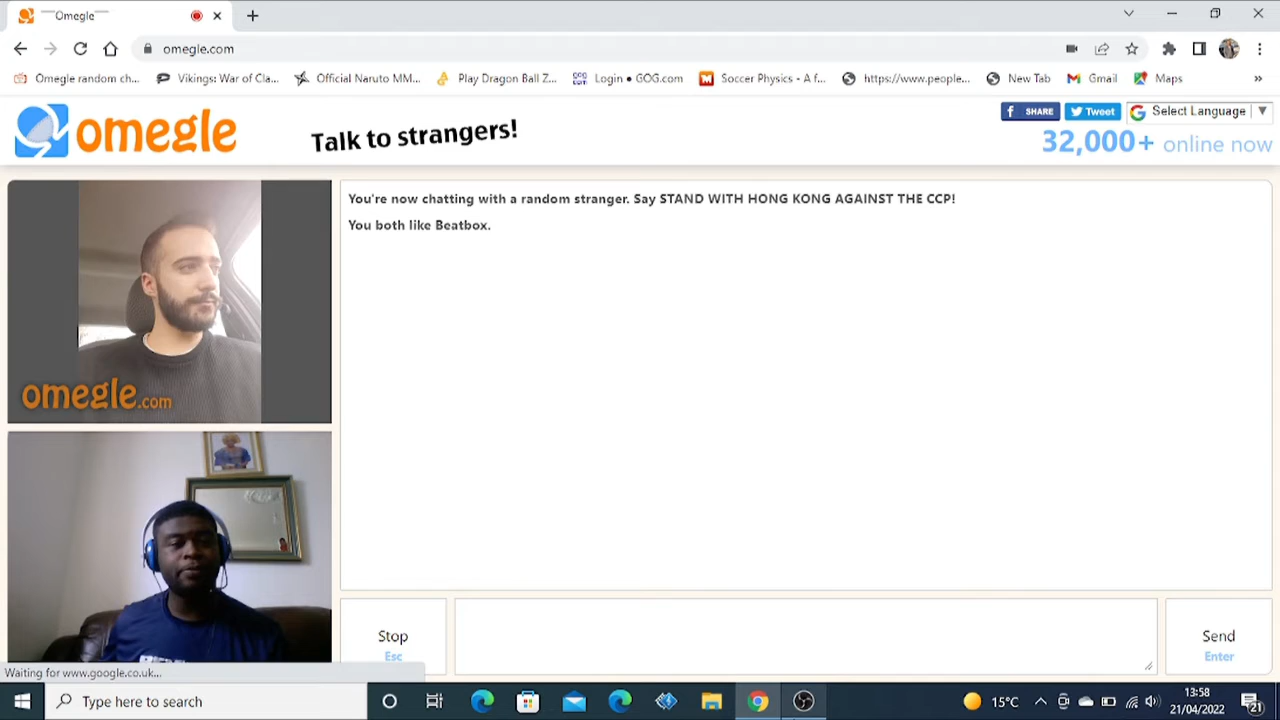 Omegle
omegle.com
Omegle random ch...
Vikings: War of Cla...
Official Naruto MM...
Play Dragon Ball Z...
Login • GOG.com
Soccer Physics - A f...
https://www.people...
New Tab
Gmail
Maps
»
omegle
Talk to strangers!
SHARE
Tweet
Select Language
32,000+ online now
You're now chatting with a random stranger. Say STAND WITH HONG KONG AGAINST THE CCP!
You both like Beatbox.
omegle.com
Stop
Esc
Send
Enter
Waiting for www.google.co.uk...
Type here to search
15°C
13:58
21/04/2022
21